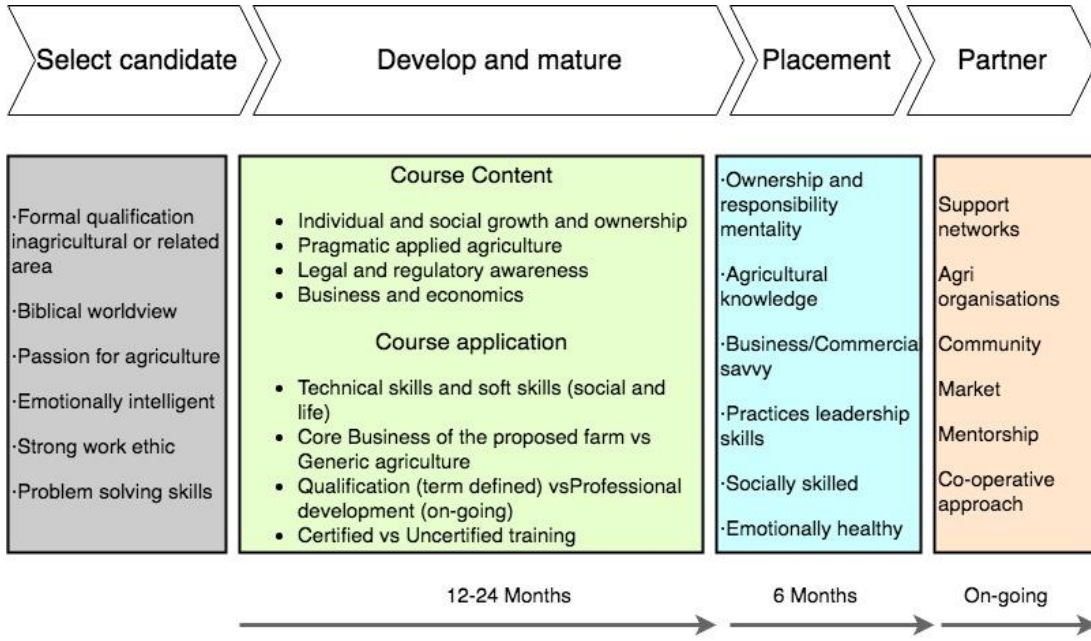 Select candidate
Develop and mature
Placement
Partner
·Formal qualification
inagricultural or related
area
·Biblical worldview
·Passion for agriculture
·Emotionally intelligent
·Strong work ethic
·Problem solving skills
Course Content
• Individual and social growth and ownership
• Pragmatic applied agriculture
• Legal and regulatory awareness
• Business and economics
Course application
• Technical skills and soft skills (social and
life)
• Core Business of the proposed farm vs
Generic agriculture
• Qualification (term defined) vsProfessional
development (on-going)
• Certified vs Uncertified training
·Ownership and
responsibility
mentality
·Agricultural
knowledge
·Business/Commercia
savvy
·Practices leadership
skills
·Socially skilled
·Emotionally healthy
Support
networks
Agri
organisations
Community
Market
Mentorship
Co-operative
approach
12-24 Months
6 Months
On-going